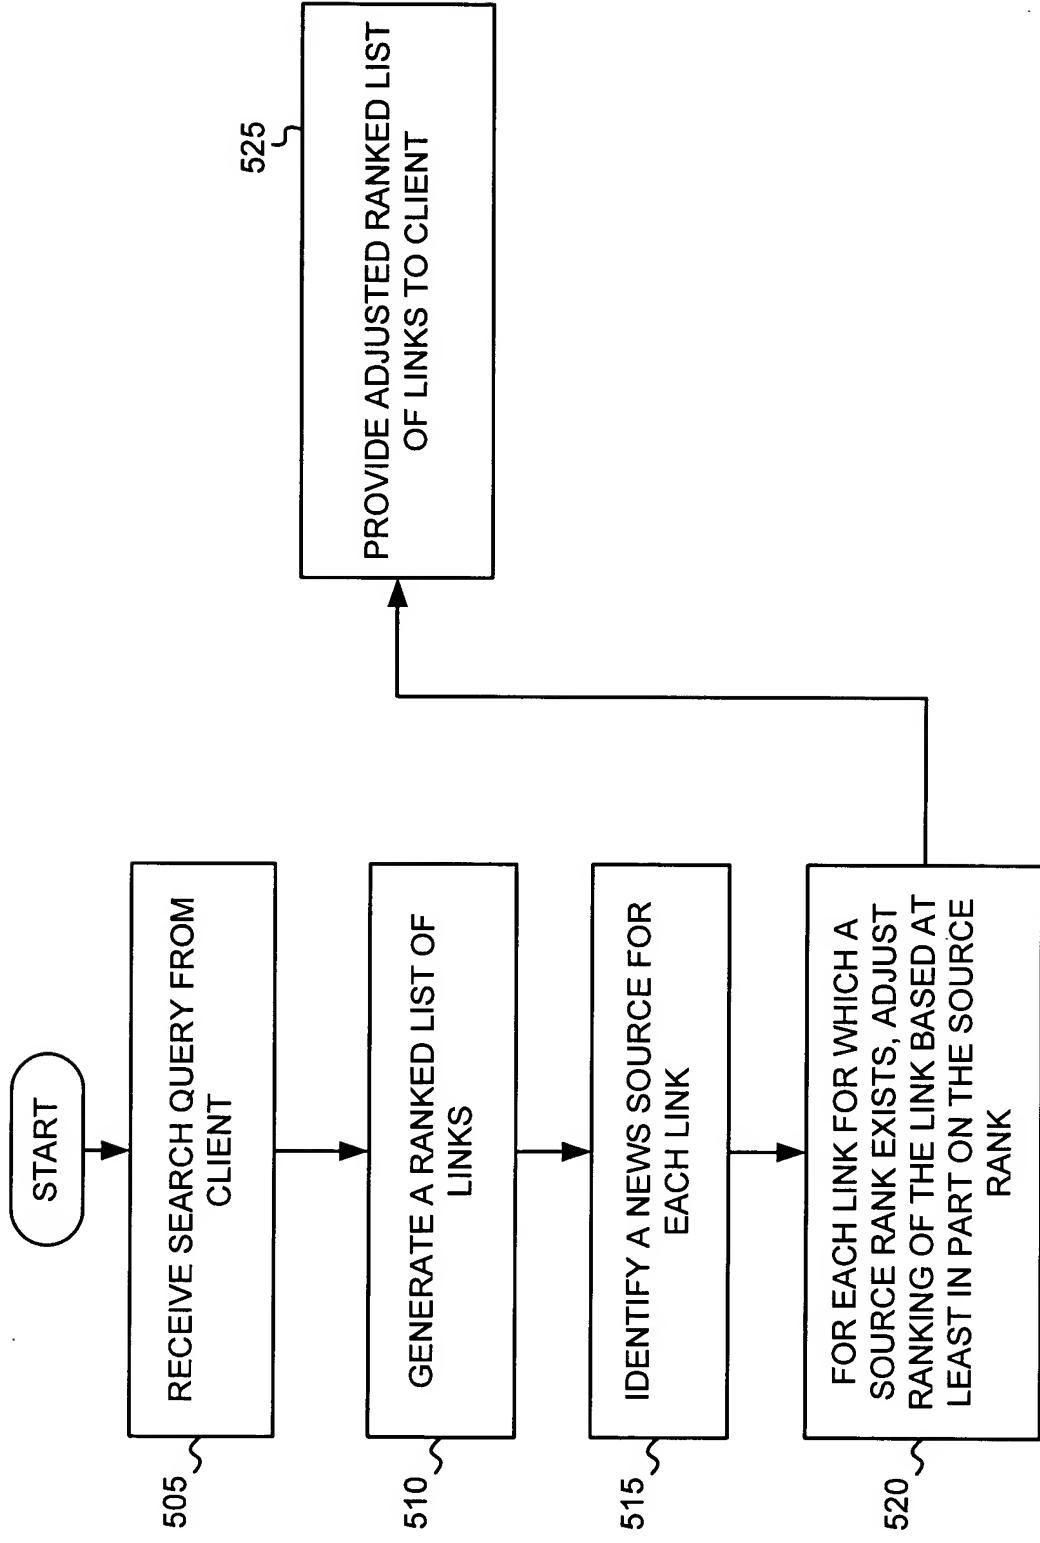 START
505
RECEIVE SEARCH QUERY FROM
CLIENT
510
GENERATE A RANKED LIST OF
LINKS
515
IDENTIFY A NEWS SOURCE FOR
EACH LINK
520
FOR EACH LINK FOR WHICH A
SOURCE RANK EXISTS, ADJUST
RANKING OF THE LINK BASED AT
LEAST IN PART ON THE SOURCE
RANK
525
PROVIDE ADJUSTED RANKED LIST
OF LINKS TO CLIENT